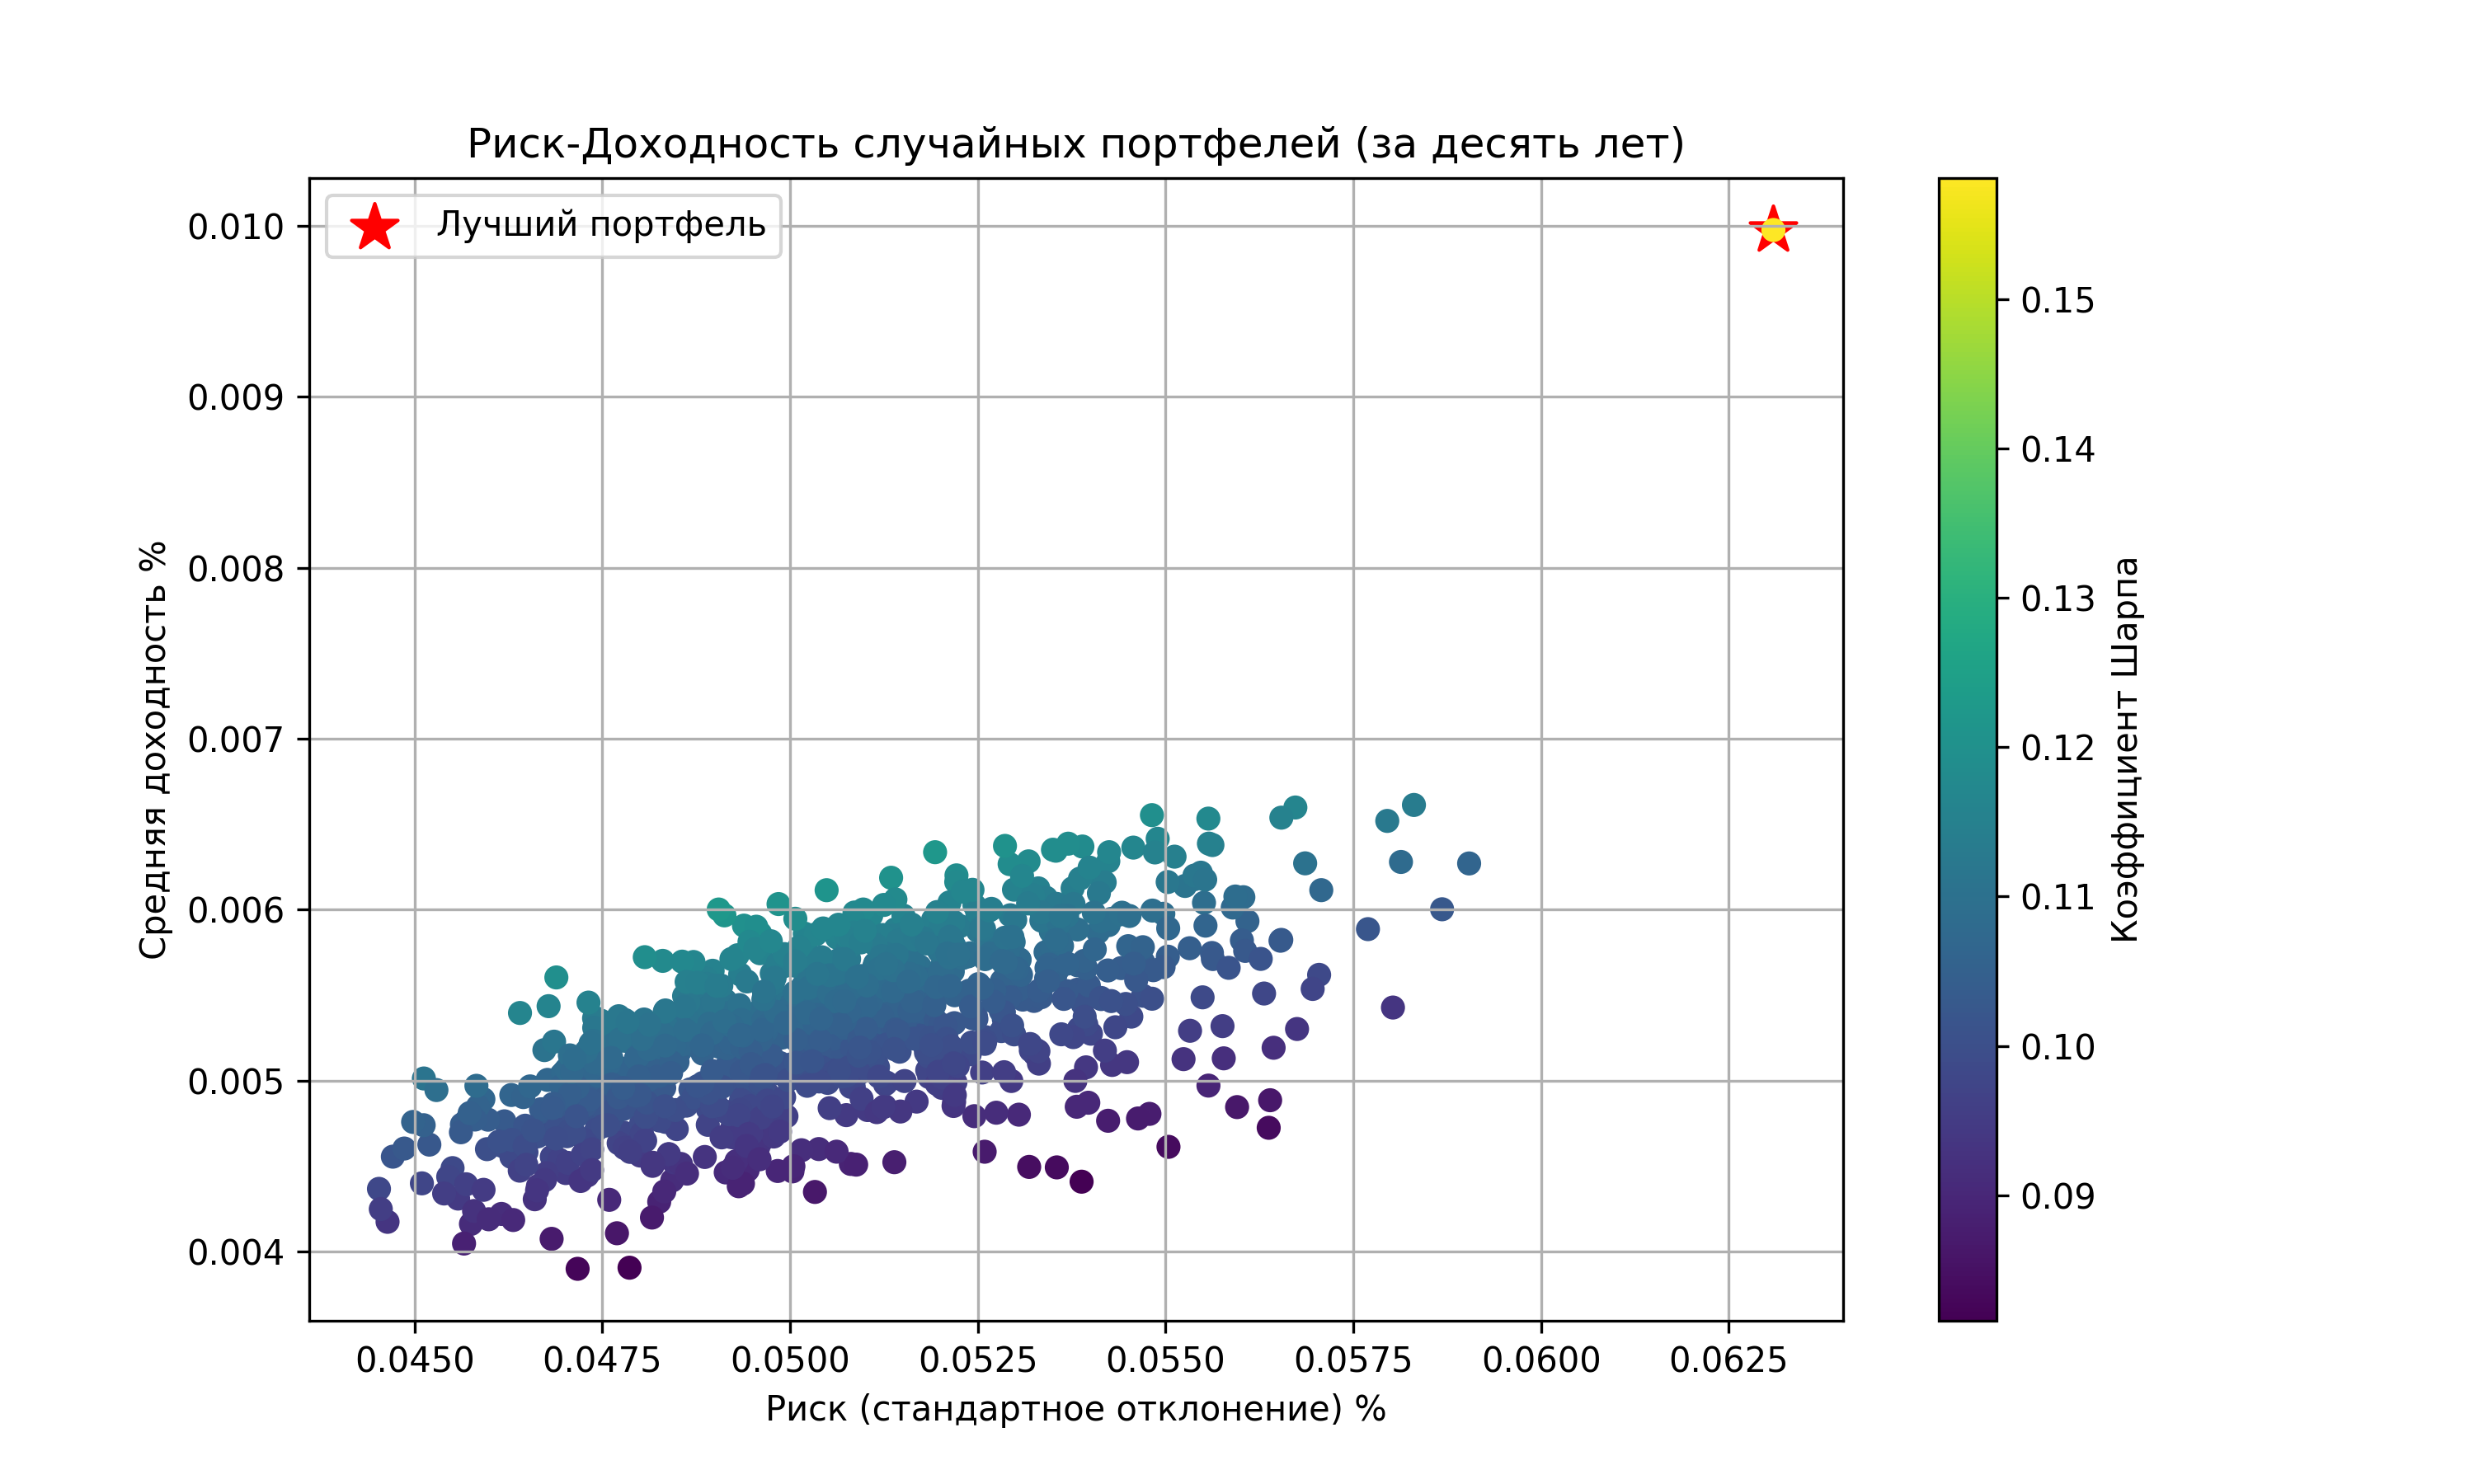 Риск-Доходность случайных портфелей (за десять лет)
Лучший портфель
0.010
0.009
0.008
0.007
0.006
0.005
0.004
Средняя доходность %
0.0450 0.0475 0.0500 0.0525 0.0550 0.0575 0.0600 0.0625
Риск (стандартное отклонение) %
0.15
0.14
0.13
0.12
0.11
0.10
0.09
Коэффициент Шарпа